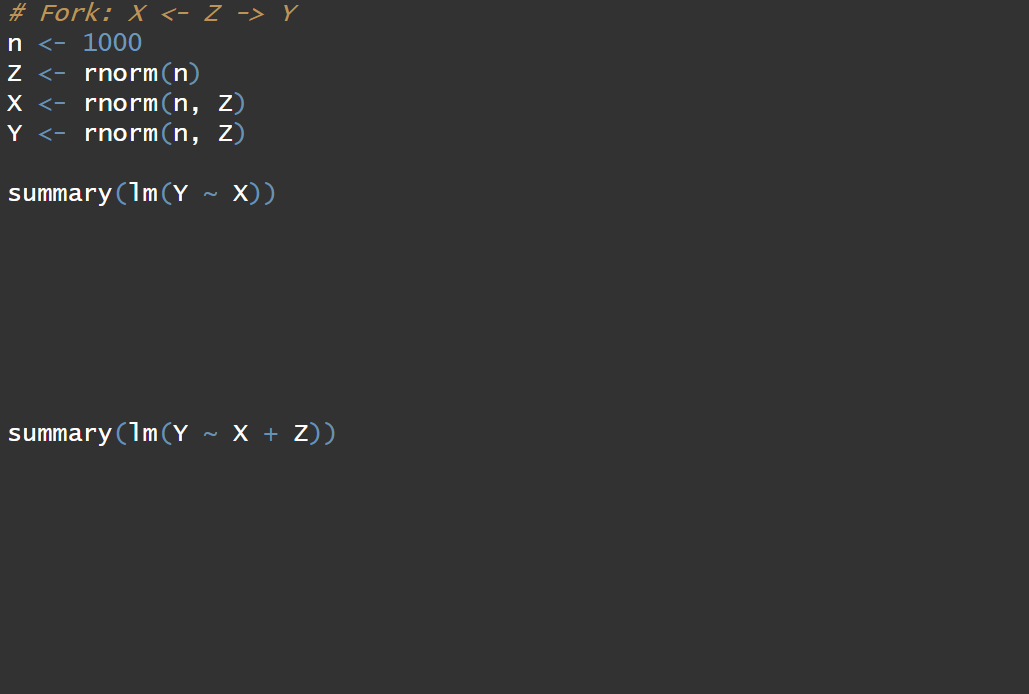 # Fork: X <- Z -> Y
n <- 1000
Z <- rnorm(n)
X <- rnorm(n, Z)
Y <- rnorm(n, Z)
summary(lm(Y ~ X))
summary(lm(Y ~ X + Z))